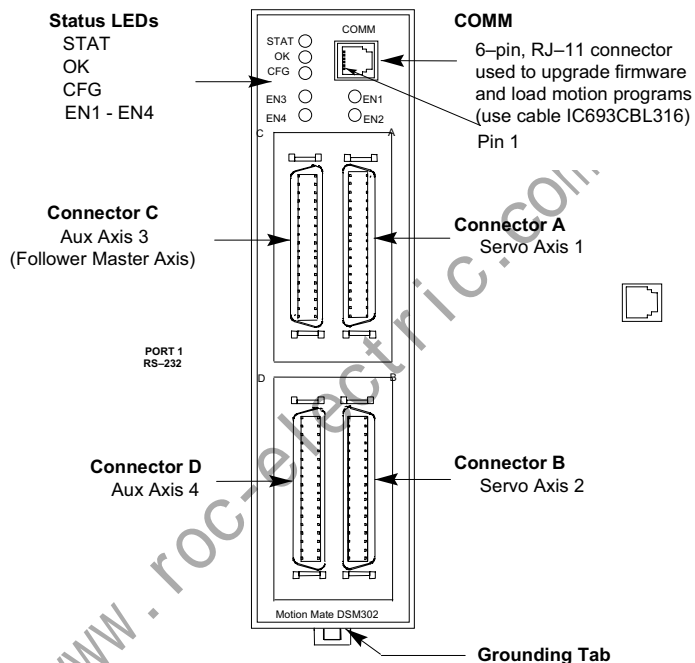 Status LEDs
STAT
OK
CFG
EN1 - EN4
STAT
OK
CFG
EN3
EN4
COMM
EN1
EN2
COMM
6–pin, RJ–11 connector
used to upgrade firmware
and load motion programs
(use cable IC693CBL316)
Pin 1
C
A
Connector C
Aux Axis 3
(Follower Master Axis)
Connector A
Servo Axis 1
PORT 1
RS–232
D
B
Connector D
Aux Axis 4
Connector B
Servo Axis 2
Motion Mate DSM302
Grounding Tab
www.roc-electric.com